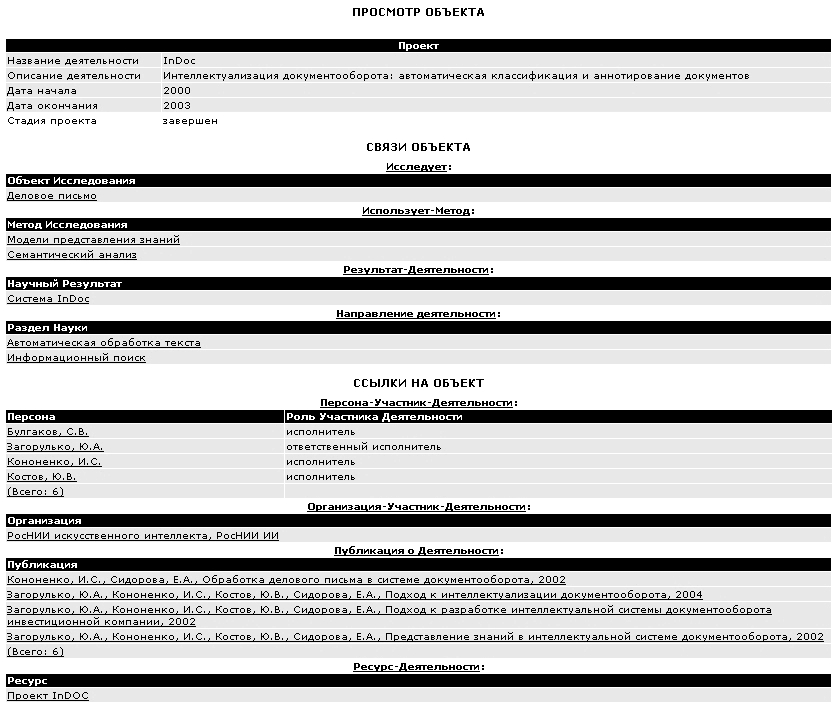 ПРОСМОТР ОБЪЕКТА
Проект
Название деятельности InDoc
Описание деятельности Интеллектуализация документооборота: автоматическая классификация и аннотирование документов
Дата начала 2000
Дата окончания 2003
Стадия проекта завершен
СВЯЗИ ОБЪЕКТА
Исследует:
Объект Исследования
Деловое письмо
Использует-Метод:
Метод Исследования
Модели представления знаний
Семантический анализ
Результат-Деятельности:
Научный Результат
Система InDoc
Направление деятельности:
Раздел Науки
Автоматическая обработка текста
Информационный поиск
ССЫЛКИ НА ОБЪЕКТ
Персона-Участник-Деятельности:
Персона Роль Участника Деятельности
Булгаков, С.В. исполнитель
Загорулько, Ю.А. ответственный исполнитель
Кононенко, И.С. исполнитель
Костов, Ю.В. исполнитель
(Всего: 6)
Организация-Участник-Деятельности:
Организация
РосНИИ искусственного интеллекта, РосНИИ ИИ
Публикация о Деятельности:
Публикация
Кононенко, И.С., Сидорова, Е.А., Обработка делового письма в системе документооборота, 2002
Загорулько, Ю.А., Кононенко, И.С., Костов, Ю.В., Сидорова, Е.А., Подход к интеллектуализации документооборота, 2004
Загорулько, Ю.А., Кононенко, И.С., Костов, Ю.В., Сидорова, Е.А., Подход к разработке интеллектуальной системы документооборота
инвестиционной компании, 2002
Загорулько, Ю.А., Кононенко, И.С., Костов, Ю.В., Сидорова, Е.А., Представление знаний в интеллектуальной системе документооборота, 2002
(Всего: 6)
Ресурс-Деятельности:
Ресурс
Проект InDOC